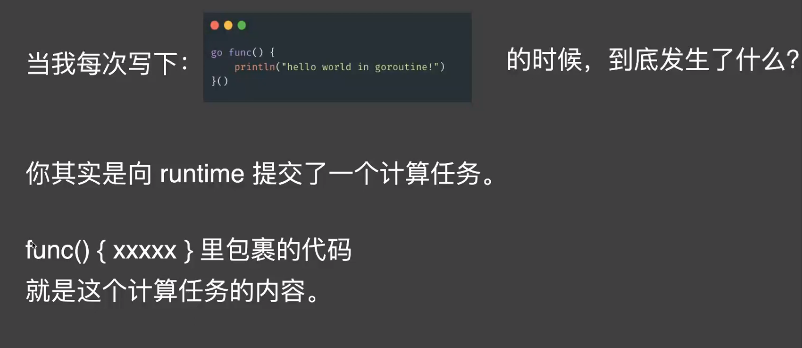 当我每次写下：
go func() {
println("hello world in goroutine!")
}()
的时候，到底发生了什么？
你其实是向 runtime 提交了一个计算任务。
func() { xxxxx } 里包裹的代码
就是这个计算任务的内容。